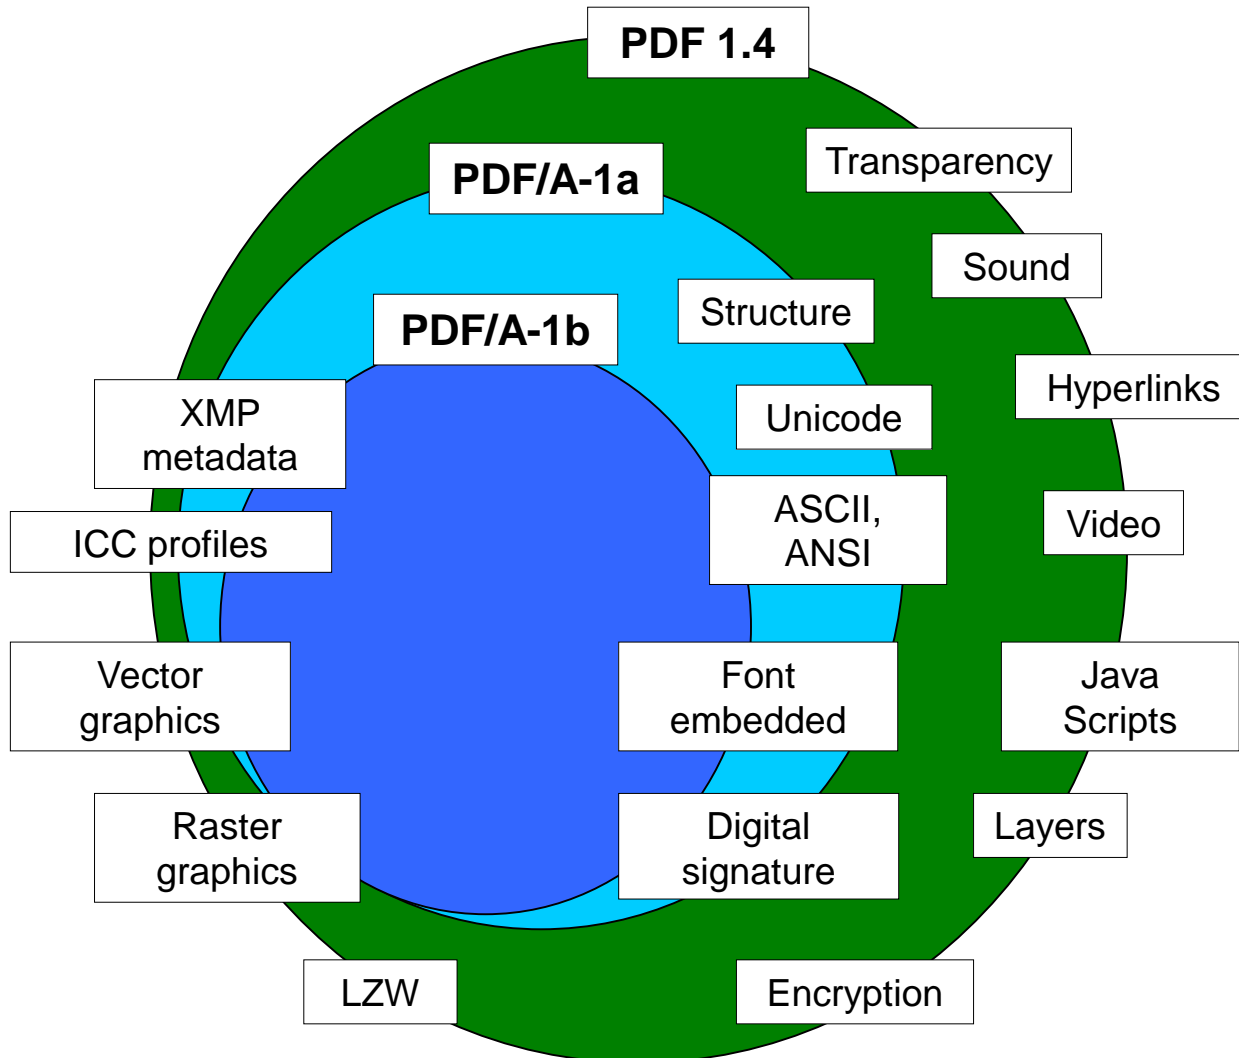 PDF 1.4
Transparency
PDF/A-1a
Sound
Structure
PDF/A-1b
Hyperlinks
XMP
metadata
Unicode
ICC profiles
ASCII,
ANSI
Video
Vector
graphics
Font
embedded
Java
Scripts
Raster
graphics
Digital
signature
Layers
LZW
Encryption